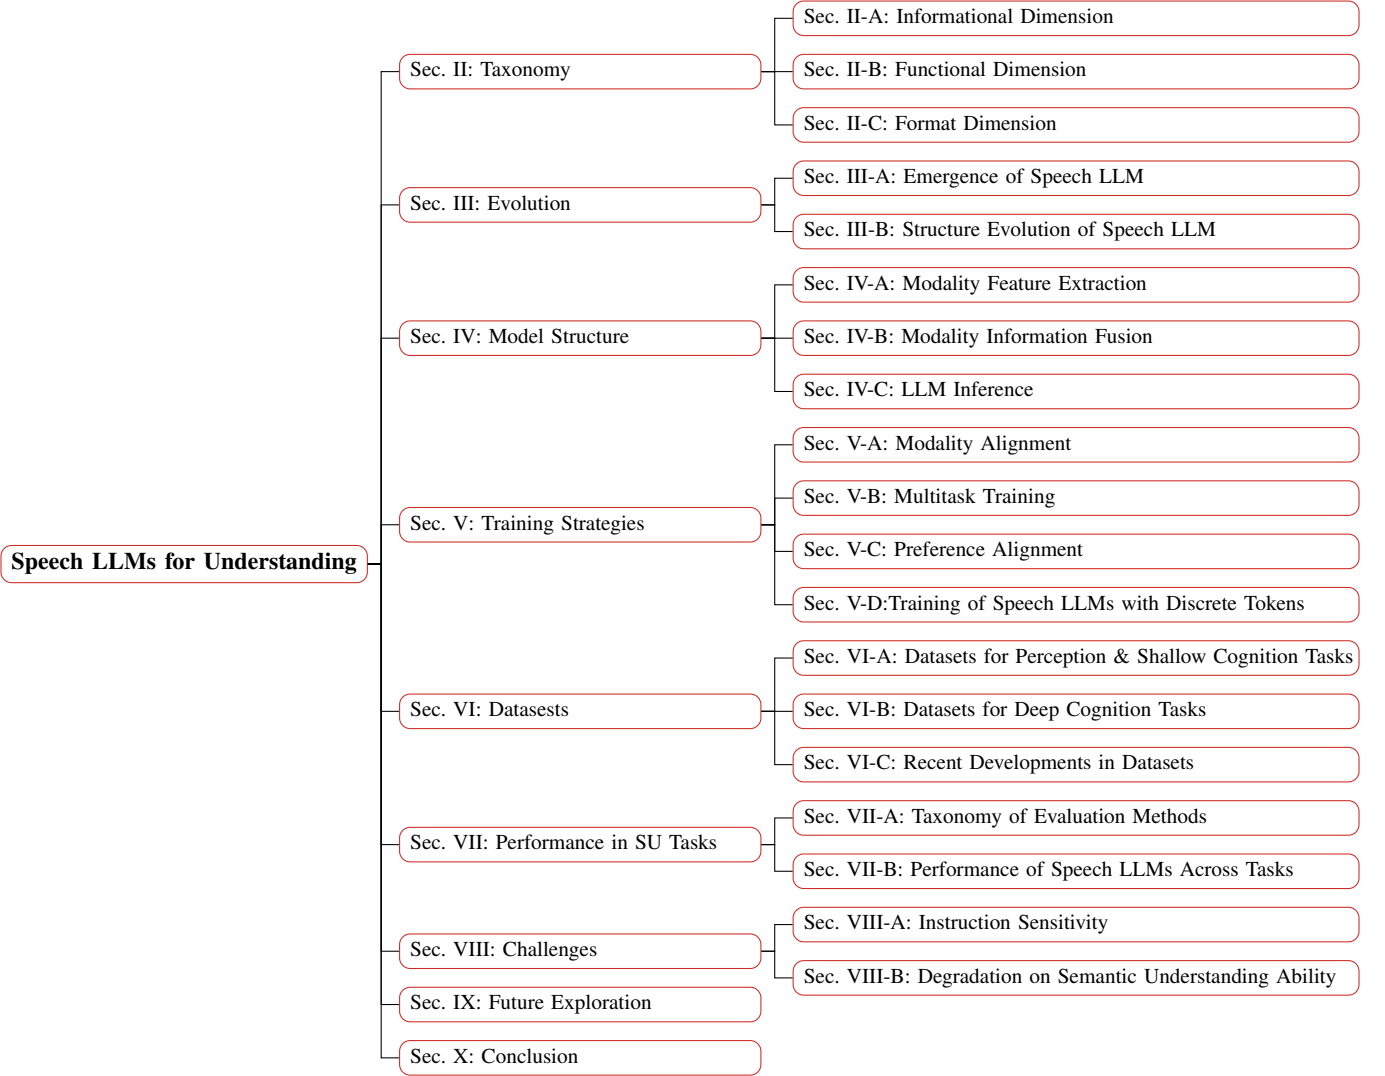 Speech LLMs for Understanding
Sec. II: Taxonomy
Sec. II-A: Informational Dimension
Sec. II-B: Functional Dimension
Sec. II-C: Format Dimension
Sec. III: Evolution
Sec. III-A: Emergence of Speech LLM
Sec. III-B: Structure Evolution of Speech LLM
Sec. IV: Model Structure
Sec. IV-A: Modality Feature Extraction
Sec. IV-B: Modality Information Fusion
Sec. IV-C: LLM Inference
Sec. V: Training Strategies
Sec. V-A: Modality Alignment
Sec. V-B: Multitask Training
Sec. V-C: Preference Alignment
Sec. V-D:Training of Speech LLMs with Discrete Tokens
Sec. VI: Datasests
Sec. VI-A: Datasets for Perception & Shallow Cognition Tasks
Sec. VI-B: Datasets for Deep Cognition Tasks
Sec. VI-C: Recent Developments in Datasets
Sec. VII: Performance in SU Tasks
Sec. VII-A: Taxonomy of Evaluation Methods
Sec. VII-B: Performance of Speech LLMs Across Tasks
Sec. VIII: Challenges
Sec. VIII-A: Instruction Sensitivity
Sec. VIII-B: Degradation on Semantic Understanding Ability
Sec. IX: Future Exploration
Sec. X: Conclusion